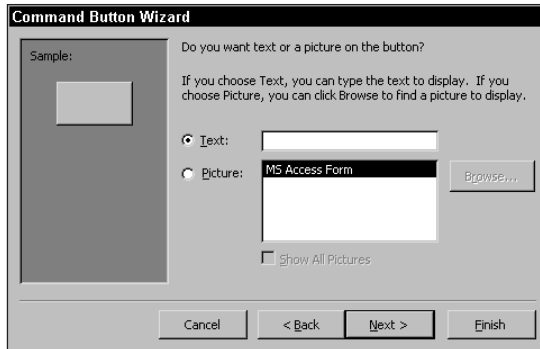 Command Button Wizard
Sample:
Do you want text or a picture on the button?
If you choose Text, you can type the text to display. If you
choose Picture, you can click Browse to find a picture to display.
Text:
Picture:
MS Access Form
Browse...
Show All Pictures
Cancel
< Back
Next >
Finish